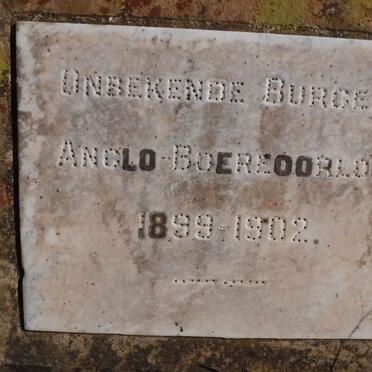 ONBEKENDE BURGE
ANGLO-BOEREOORLO
1899-1902.